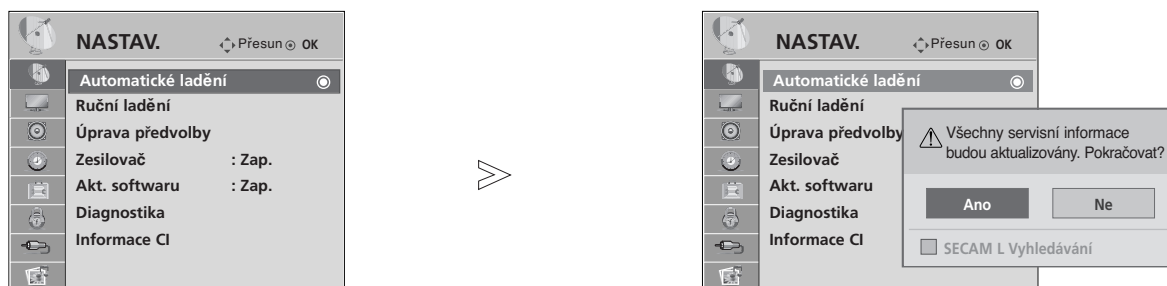 NASTAV. Přesun OK
Automatické ladění
Ruční ladění
Úprava předvolby
Zesilovač : Zap.
Akt. softwaru : Zap.
Diagnostika
Informace CI
NASTAV. Přesun OK
Automatické ladění
Ruční ladění
Úprava předvolby
Zesilovač
Akt. softwaru
Diagnostika
Informace CI
Všechny servisní informace
budou aktualizovány. Pokračovat?
Ano Ne
SECAM L Vyhledávání